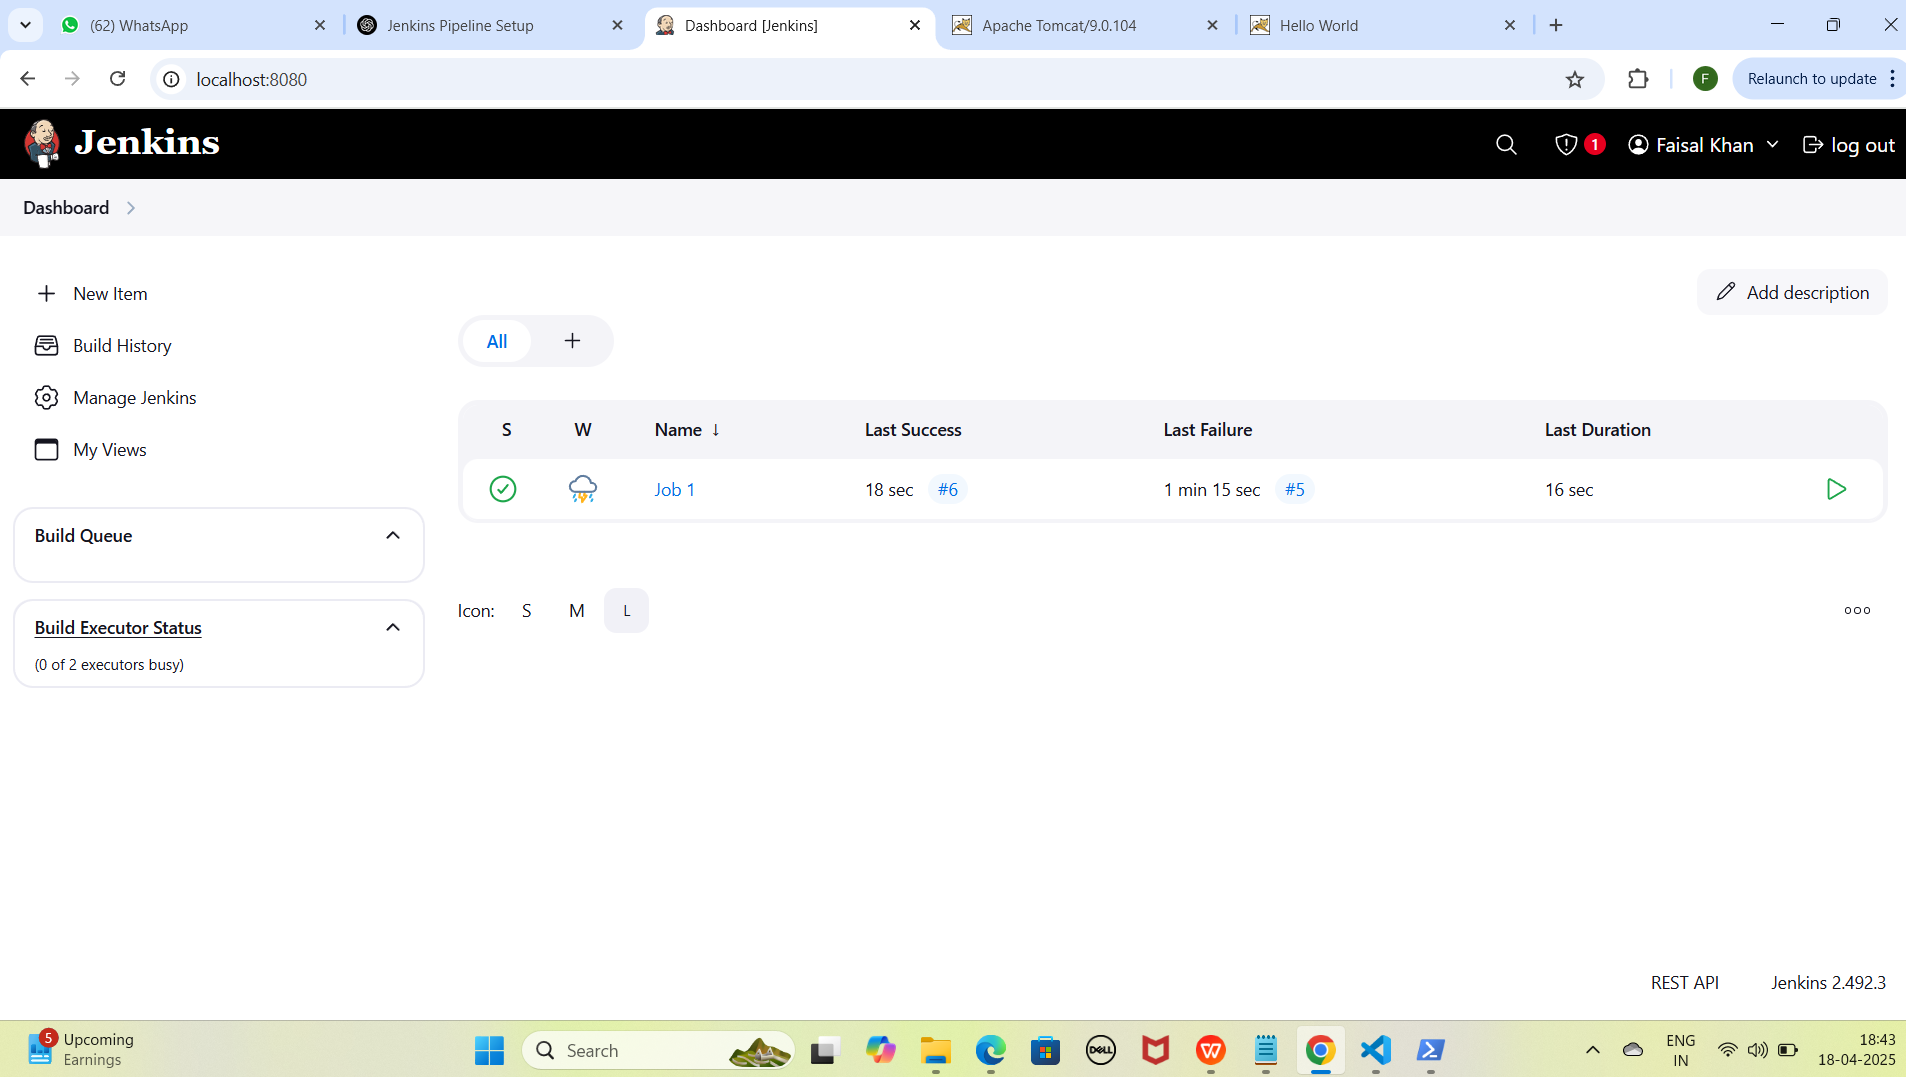 (62) WhatsApp
Jenkins Pipeline Setup
Dashboard [Jenkins]
Apache Tomcat/9.0.104
Hello World
localhost:8080
F
Relaunch to update
Jenkins
1
Faisal Khan
log out
Dashboard
New Item
Add description
Build History
All
+
Manage Jenkins
My Views
S W Name ↓ Last Success Last Failure Last Duration
Job 1 18 sec #6 1 min 15 sec #5 16 sec
Build Queue
Build Executor Status
(0 of 2 executors busy)
Icon: S M L
REST API
Jenkins 2.492.3
5
Upcoming
Earnings
Search
DELL
W
ENG
IN
18:43
18-04-2025